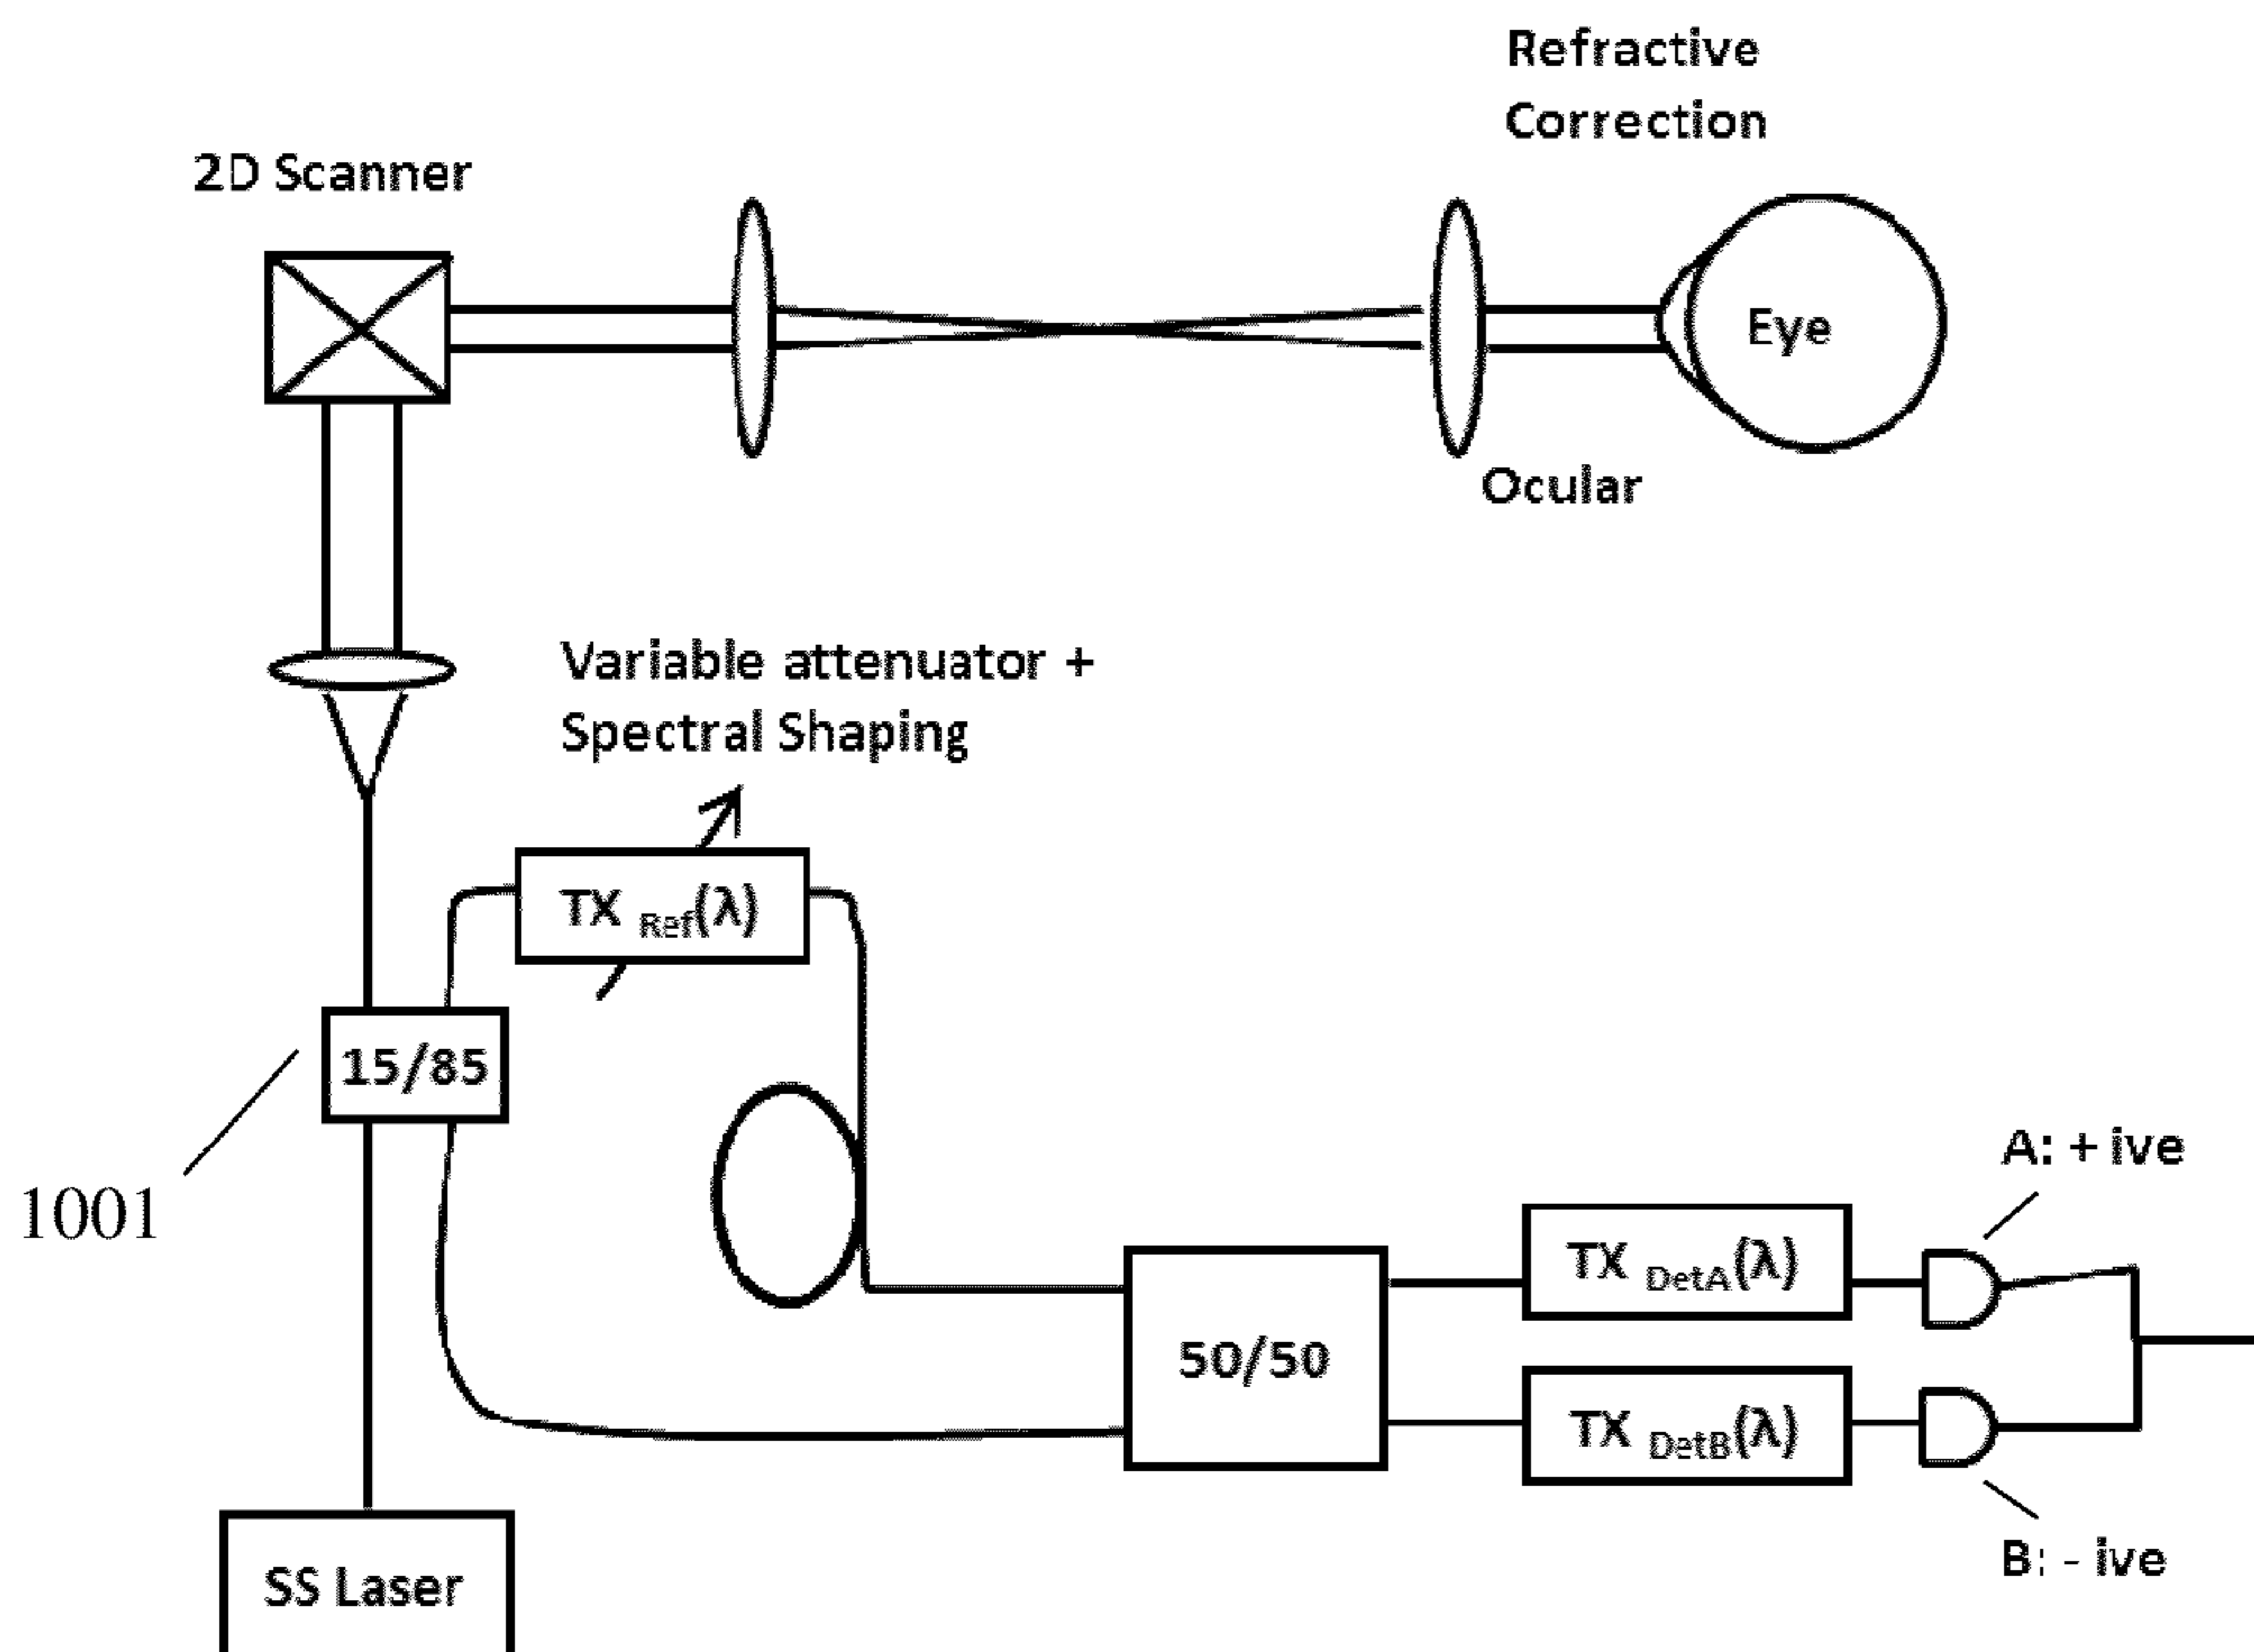 Refractive
Correction
2D Scanner
Eye
Ocular
Variable attenuator +
Spectral Shaping
TX Ref(λ)
15/85
1001
A: + ive
TX DetA(λ)
50/50
TX DetB(λ)
B: - ive
SS Laser